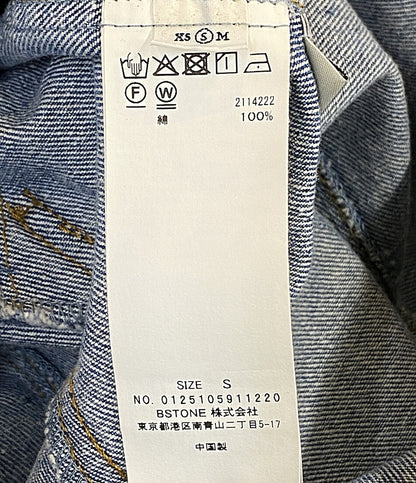 XS S M
F W
2114222
綿 100%
SIZE S
NO. 0125105911220
BSTONE 株式会社
東京都港区南青山二丁目5-17
中国製